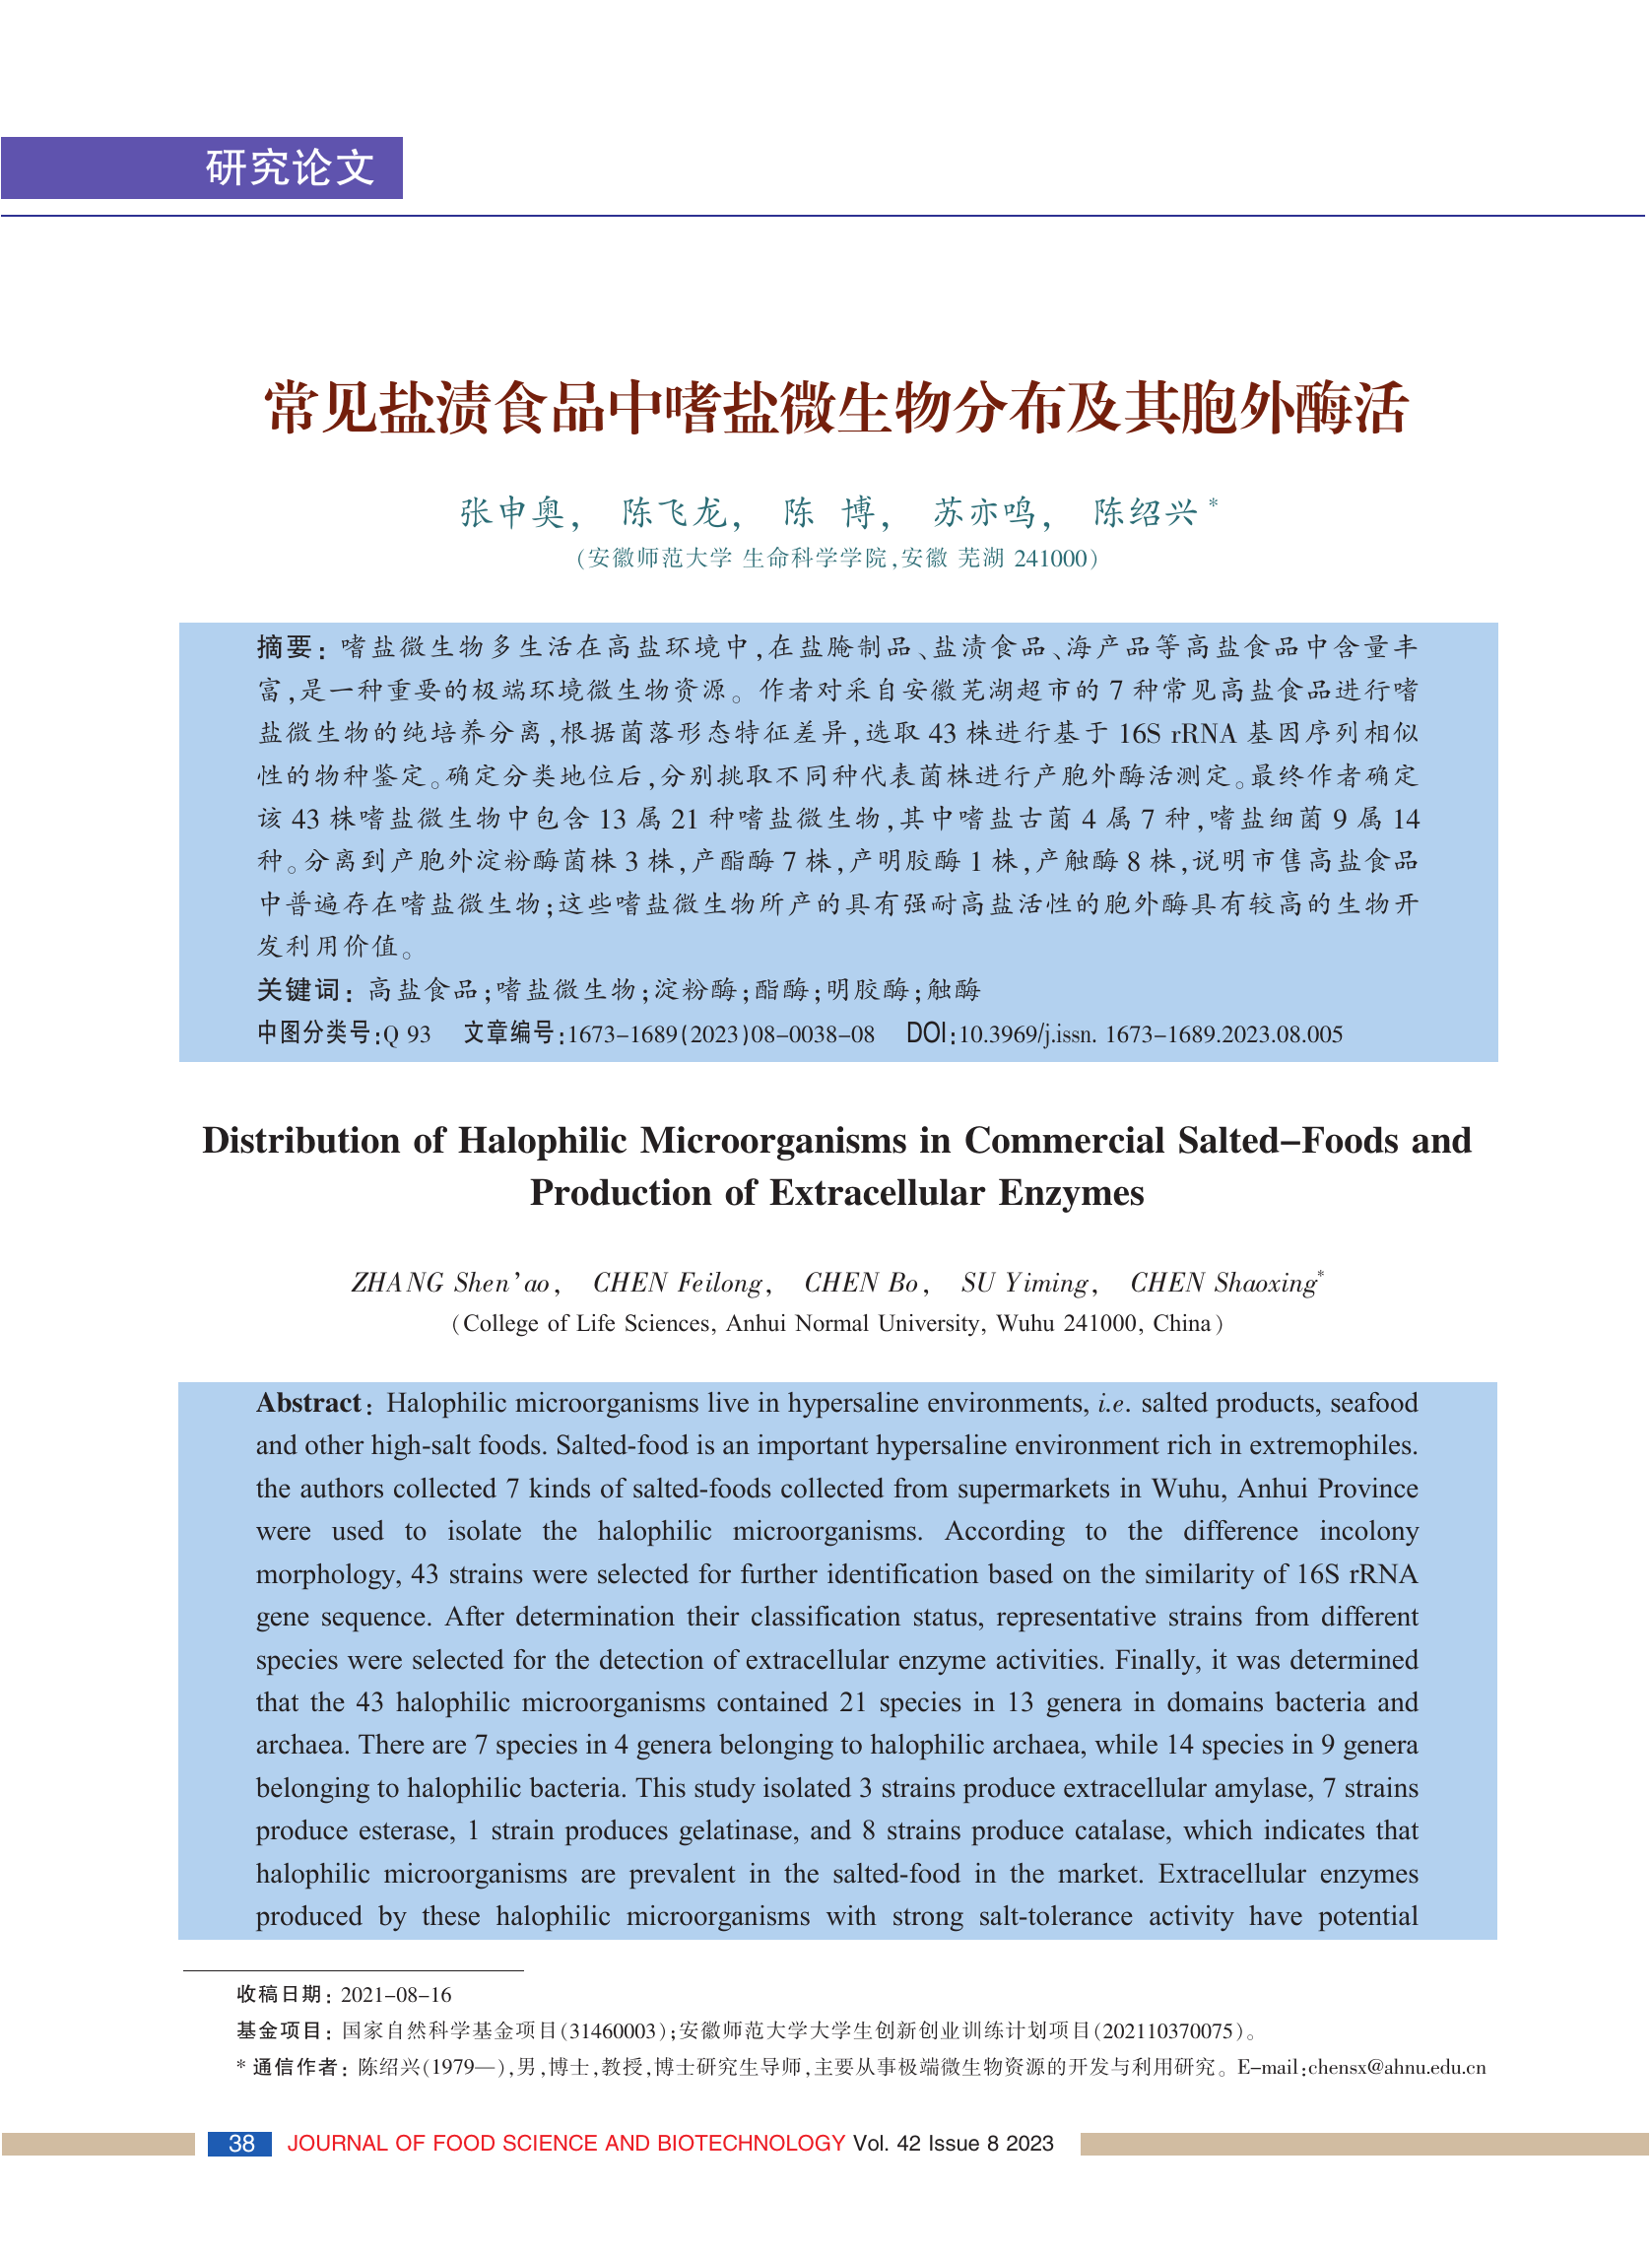 研究论文
常见盐渍食品中嗜盐微生物分布及其胞外酶活
张申奥， 陈飞龙， 陈 博， 苏亦鸣， 陈绍兴*
(安徽师范大学 生命科学学院,安徽 芜湖 241000)
摘要：嗜盐微生物多生活在高盐环境中,在盐腌制品、盐渍食品、海产品等高盐食品中含量丰
富,是一种重要的极端环境微生物资源。作者对采自安徽芜湖超市的 7 种常见高盐食品进行嗜
盐微生物的纯培养分离,根据菌落形态特征差异,选取 43 株进行基于 16S rRNA 基因序列相似
性的物种鉴定。确定分类地位后,分别挑取不同种代表菌株进行产胞外酶活测定。最终作者确定
该 43 株嗜盐微生物中包含 13 属 21 种嗜盐微生物,其中嗜盐古菌 4 属 7 种,嗜盐细菌 9 属 14
种。分离到产胞外淀粉酶菌株 3 株,产酯酶 7 株,产明胶酶 1 株,产触酶 8 株,说明市售高盐食品
中普遍存在嗜盐微生物;这些嗜盐微生物所产的具有强耐高盐活性的胞外酶具有较高的生物开
发利用价值。
关键词：高盐食品;嗜盐微生物;淀粉酶;酯酶;明胶酶;触酶
中图分类号:Q 93 文章编号:1673-1689(2023)08-0038-08 DOI:10.3969/j.issn. 1673-1689.2023.08.005
Distribution of Halophilic Microorganisms in Commercial Salted-Foods and
Production of Extracellular Enzymes
ZHANG Shen'ao, CHEN Feilong, CHEN Bo, SU Yiming, CHEN Shaoxing*
(College of Life Sciences, Anhui Normal University, Wuhu 241000, China)
Abstract: Halophilic microorganisms live in hypersaline environments, i.e. salted products, seafood
and other high-salt foods. Salted-food is an important hypersaline environment rich in extremophiles.
the authors collected 7 kinds of salted-foods collected from supermarkets in Wuhu, Anhui Province
were used to isolate the halophilic microorganisms. According to the difference incolony
morphology, 43 strains were selected for further identification based on the similarity of 16S rRNA
gene sequence. After determination their classification status, representative strains from different
species were selected for the detection of extracellular enzyme activities. Finally, it was determined
that the 43 halophilic microorganisms contained 21 species in 13 genera in domains bacteria and
archaea. There are 7 species in 4 genera belonging to halophilic archaea, while 14 species in 9 genera
belonging to halophilic bacteria. This study isolated 3 strains produce extracellular amylase, 7 strains
produce esterase, 1 strain produces gelatinase, and 8 strains produce catalase, which indicates that
halophilic microorganisms are prevalent in the salted-food in the market. Extracellular enzymes
produced by these halophilic microorganisms with strong salt-tolerance activity have potential
收稿日期：2021-08-16
基金项目：国家自然科学基金项目(31460003);安徽师范大学大学生创新创业训练计划项目(202110370075)。
* 通信作者：陈绍兴(1979—),男,博士,教授,博士研究生导师,主要从事极端微生物资源的开发与利用研究。E-mail:chensx@ahnu.edu.cn
38 JOURNAL OF FOOD SCIENCE AND BIOTECHNOLOGY Vol. 42 Issue 8 2023